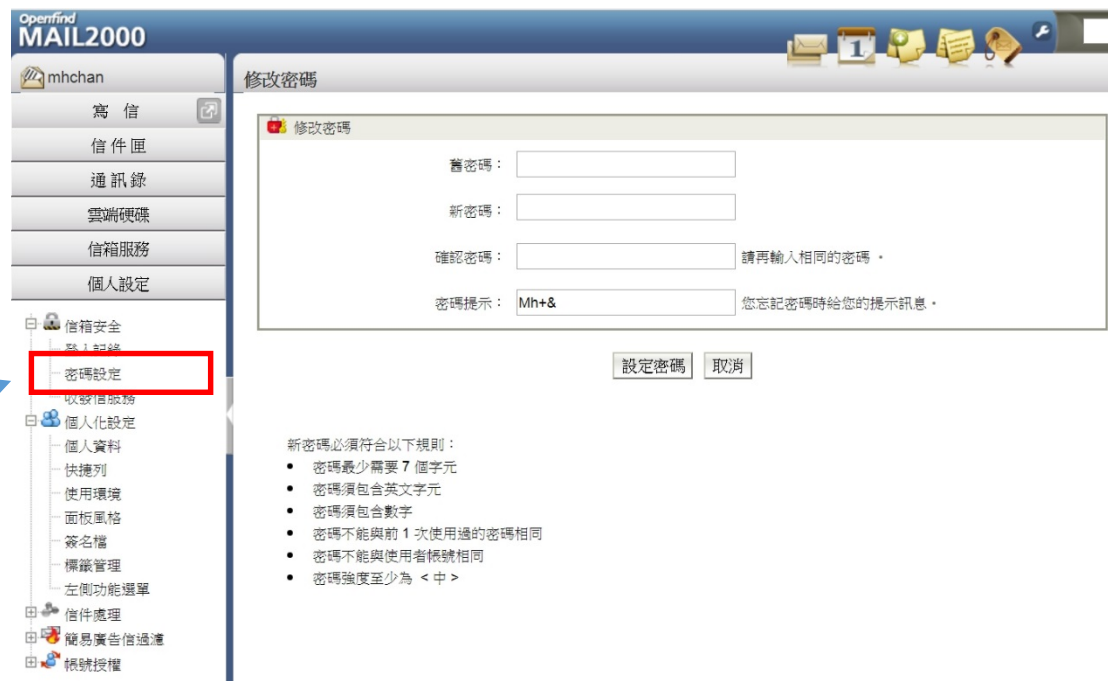 Openfind
MAIL2000
1
mhchan
修改密碼
寫 信
信件匣
通訊錄
雲端硬碟
信箱服務
個人設定
信箱安全
登入記錄
密碼設定
收發信服務
個人化設定
個人資料
快捷列
使用環境
面板風格
簽名檔
標籤管理
左側功能選單
信件處理
簡易廣告信過濾
帳號授權
修改密碼
舊密碼：
新密碼：
確認密碼： 請再輸入相同的密碼。
密碼提示： Mh+& 您忘記密碼時給您的提示訊息。
設定密碼 取消
新密碼必須符合以下規則：
• 密碼最少需要 7 個字元
• 密碼須包含英文字元
• 密碼須包含數字
• 密碼不能與前 1 次使用過的密碼相同
• 密碼不能與使用者帳號相同
• 密碼強度至少為 < 中 >